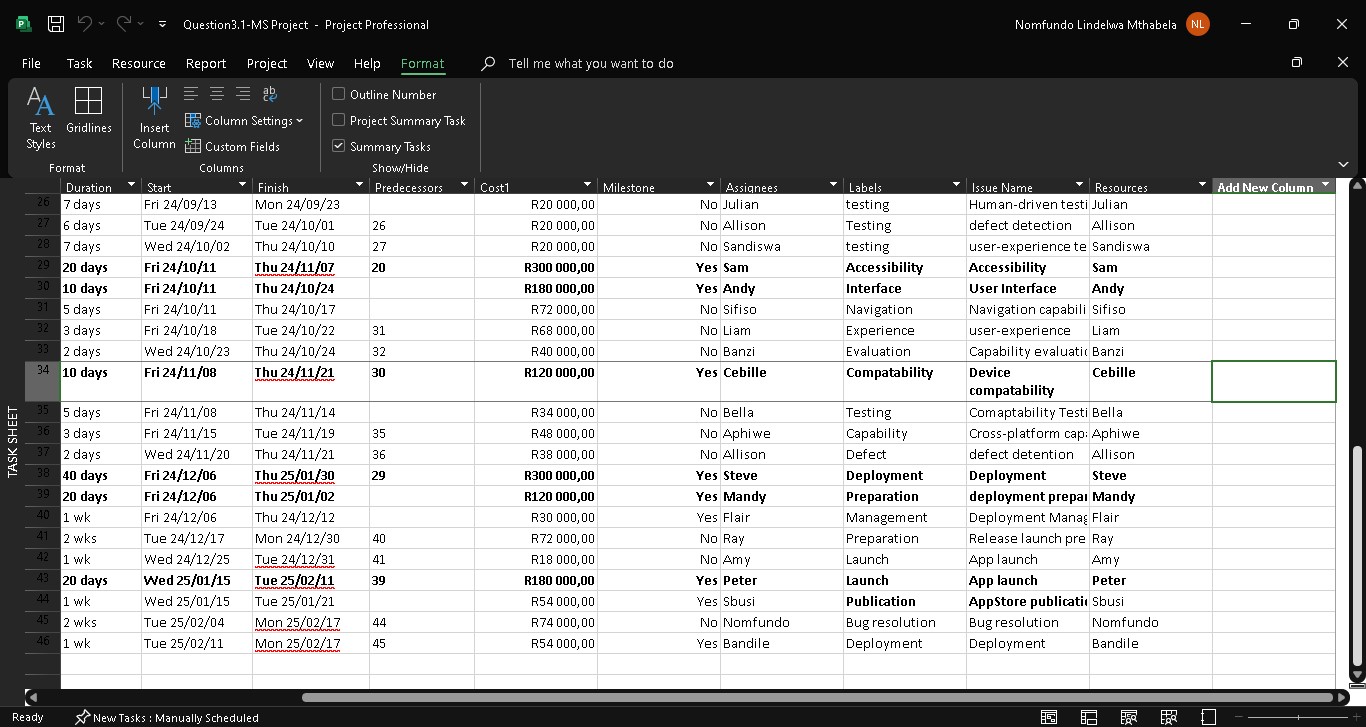 Question3.1-MS Project - Project Professional
Nomfundo Lindelwa Mthabela NL
File Task Resource Report Project View Help Format Tell me what you want to do
Text Styles
Gridlines
Format
Insert Column
Column Settings
Custom Fields
Columns
Outline Number
Project Summary Task
Summary Tasks
Show/Hide
Duration Start Finish Predecessors Cost1 Milestone Assignees Labels Issue Name Resources Add New Column
26 7 days Fri 24/09/13 Mon 24/09/23 R20 000,00 No Julian testing Human-driven testi Julian
27 6 days Tue 24/09/24 Tue 24/10/01 26 R20 000,00 No Allison Testing defect detection Allison
28 7 days Wed 24/10/02 Thu 24/10/10 27 R20 000,00 No Sandiswa testing user-experience te Sandiswa
29 20 days Fri 24/10/11 Thu 24/11/07 20 R300 000,00 Yes Sam Accessibility Accessibility Sam
30 10 days Fri 24/10/11 Thu 24/10/24 R180 000,00 Yes Andy Interface User Interface Andy
31 5 days Fri 24/10/11 Thu 24/10/17 R72 000,00 No Sifiso Navigation Navigation capabili Sifiso
32 3 days Fri 24/10/18 Tue 24/10/22 31 R68 000,00 No Liam Experience user-experience Liam
33 2 days Wed 24/10/23 Thu 24/10/24 32 R40 000,00 No Banzi Evaluation Capability evaluatic Banzi
34 10 days Fri 24/11/08 Thu 24/11/21 30 R120 000,00 Yes Cebille Compatability Device compatability Cebille
35 5 days Fri 24/11/08 Thu 24/11/14 R34 000,00 No Bella Testing Comaptability Testi Bella
36 3 days Fri 24/11/15 Tue 24/11/19 35 R48 000,00 No Aphiwe Capability Cross-platform cap Aphiwe
37 2 days Wed 24/11/20 Thu 24/11/21 36 R38 000,00 No Allison Defect defect detention Allison
38 40 days Fri 24/12/06 Thu 25/01/30 29 R300 000,00 Yes Steve Deployment Deployment Steve
39 20 days Fri 24/12/06 Thu 25/01/02 R120 000,00 Yes Mandy Preparation deployment prepar Mandy
40 1 wk Fri 24/12/06 Thu 24/12/12 R30 000,00 Yes Flair Management Deployment Manag Flair
41 2 wks Tue 24/12/17 Mon 24/12/30 40 R72 000,00 No Ray Preparation Release launch pre Ray
42 1 wk Wed 24/12/25 Tue 24/12/31 41 R18 000,00 No Amy Launch App launch Amy
43 20 days Wed 25/01/15 Tue 25/02/11 39 R180 000,00 Yes Peter Launch App launch Peter
44 1 wk Wed 25/01/15 Tue 25/01/21 R54 000,00 Yes Sbusi Publication AppStore publicati Sbusi
45 2 wks Tue 25/02/04 Mon 25/02/17 44 R74 000,00 No Nomfundo Bug resolution Bug resolution Nomfundo
46 1 wk Tue 25/02/11 Mon 25/02/17 45 R54 000,00 Yes Bandile Deployment Deployment Bandile
TASK SHEET
Ready New Tasks : Manually Scheduled